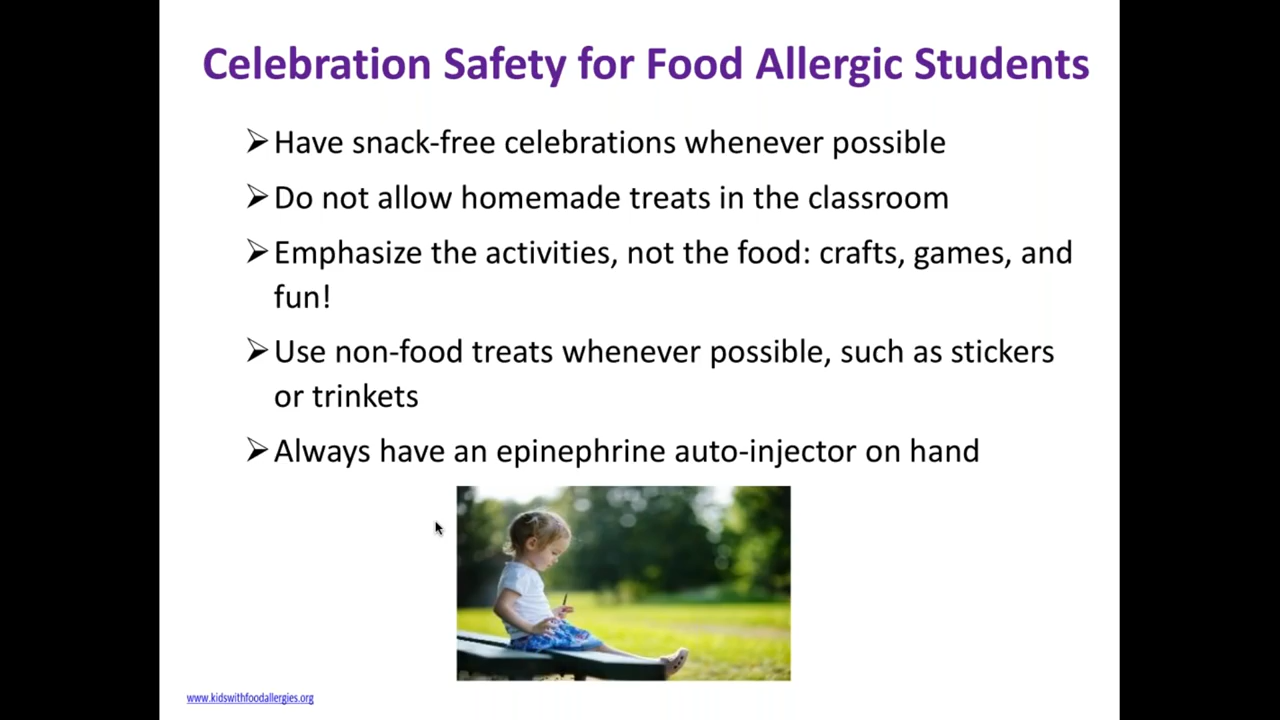 Celebration Safety for Food Allergic Students
➢Have snack-free celebrations whenever possible
➢Do not allow homemade treats in the classroom
➢Emphasize the activities, not the food: crafts, games, and
fun!
➢Use non-food treats whenever possible, such as stickers
or trinkets
➢Always have an epinephrine auto-injector on hand
www.kidswithfoodallergies.org